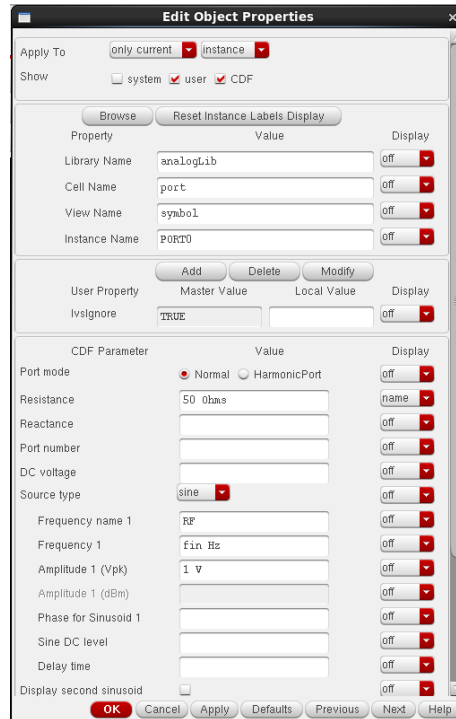 Edit Object Properties
Apply To only current instance
Show system user CDF
Browse Reset Instance Labels Display
Property Value Display
Library Name analogLib off
Cell Name port off
View Name symbol off
Instance Name PORT0 off
Add Delete Modify
User Property Master Value Local Value Display
lvsIgnore TRUE off
CDF Parameter Value Display
Port mode Normal HarmonicPort off
Resistance 50 Ohms name
Reactance off
Port number off
DC voltage off
Source type sine off
Frequency name 1 RF off
Frequency 1 fin Hz off
Amplitude 1 (Vpk) 1 V off
Amplitude 1 (dBm) off
Phase for Sinusoid 1 off
Sine DC level off
Delay time off
Display second sinusoid off
OK Cancel Apply Defaults Previous Next Help